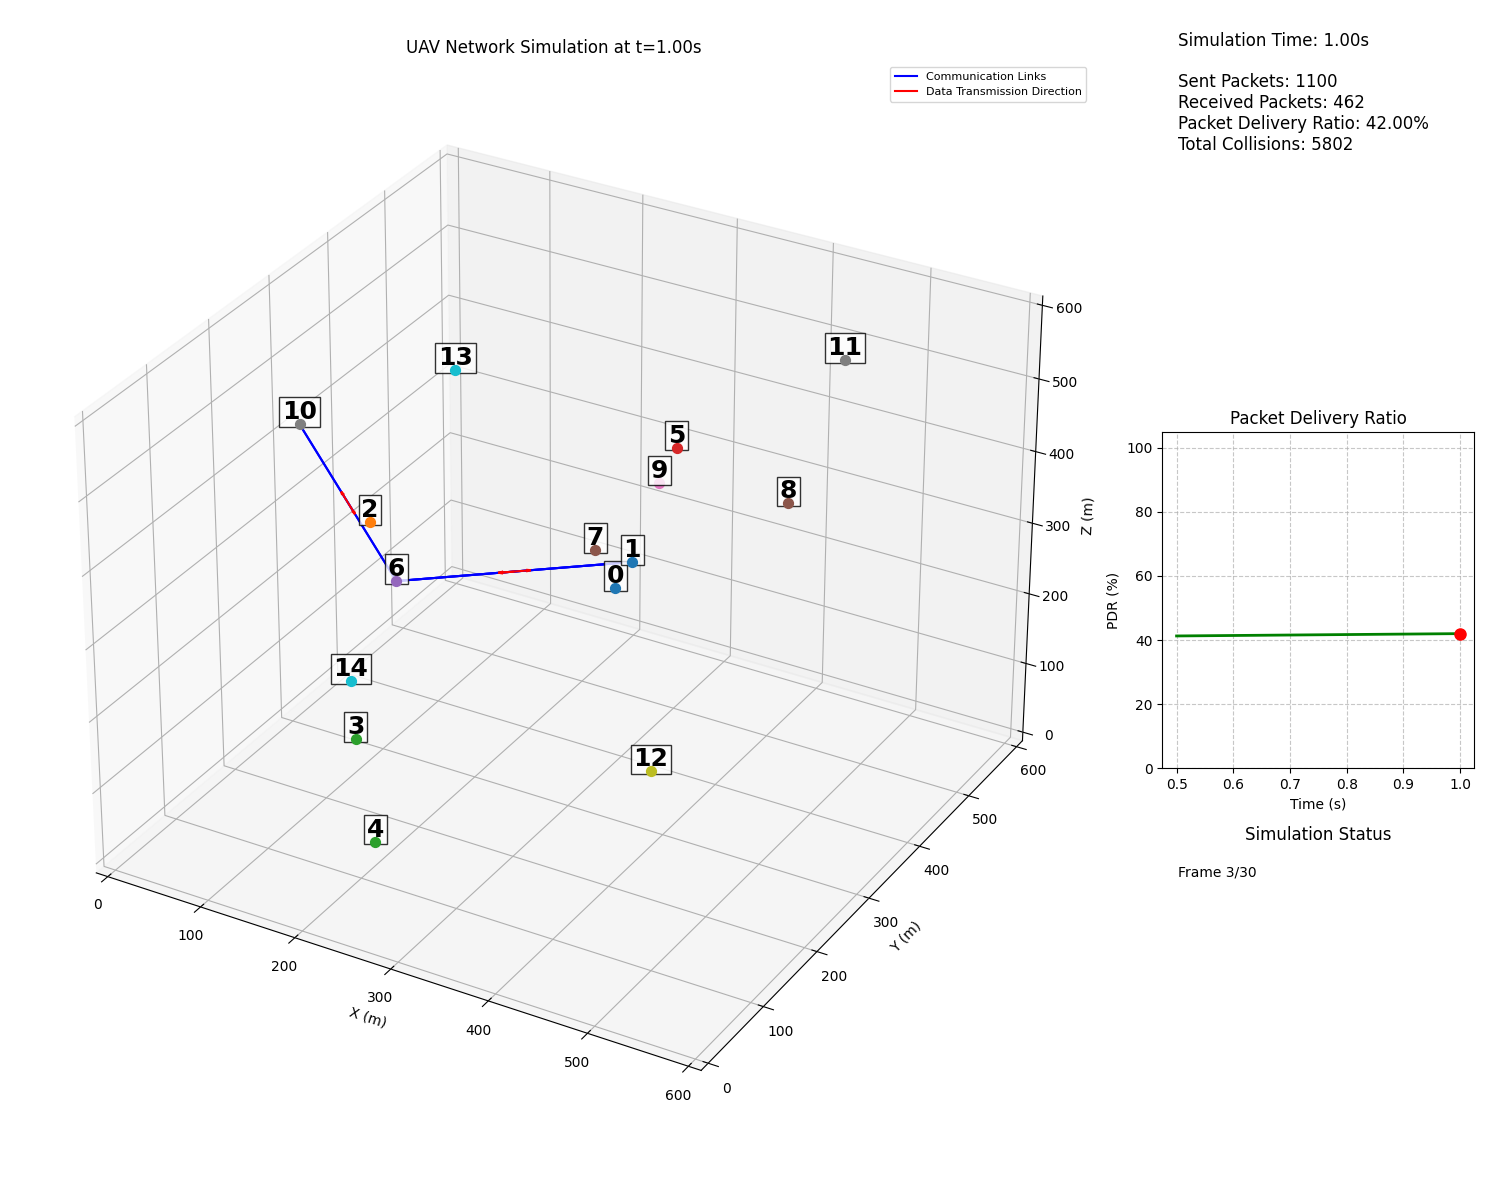 UAV Network Simulation at t=1.00s
Communication Links
Data Transmission Direction
Simulation Time: 1.00s
Sent Packets: 1100
Received Packets: 462
Packet Delivery Ratio: 42.00%
Total Collisions: 5802
13
11
10
5
9
8
2
7
1
6
0
14
3
12
4
600
500
400
300
200
100
0
Z (m)
0
100
200
300
400
500
600
X (m)
600
500
400
300
200
100
0
Y (m)
Packet Delivery Ratio
100
80
60
40
20
0
PDR (%)
0.5 0.6 0.7 0.8 0.9 1.0
Time (s)
Simulation Status
Frame 3/30